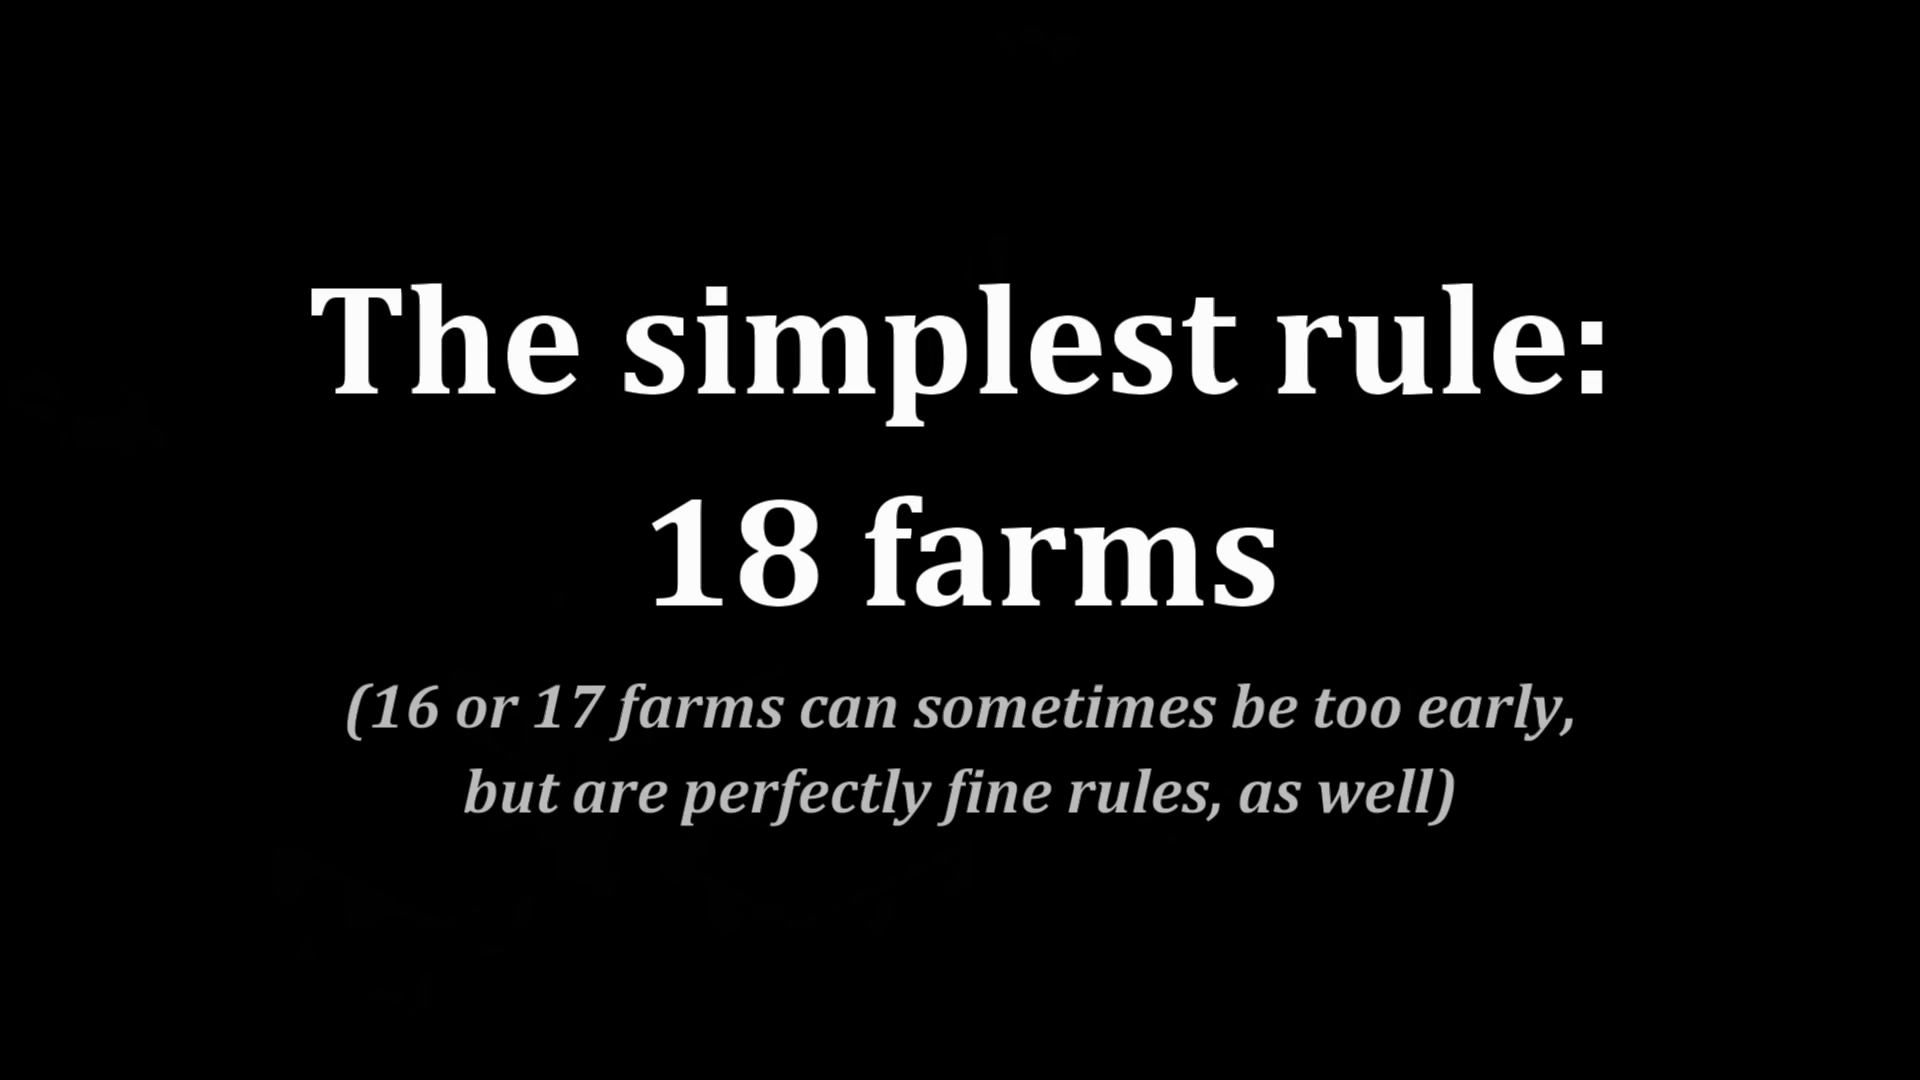 The simplest rule:
18 farms
(16 or 17 farms can sometimes be too early,
but are perfectly fine rules, as well)